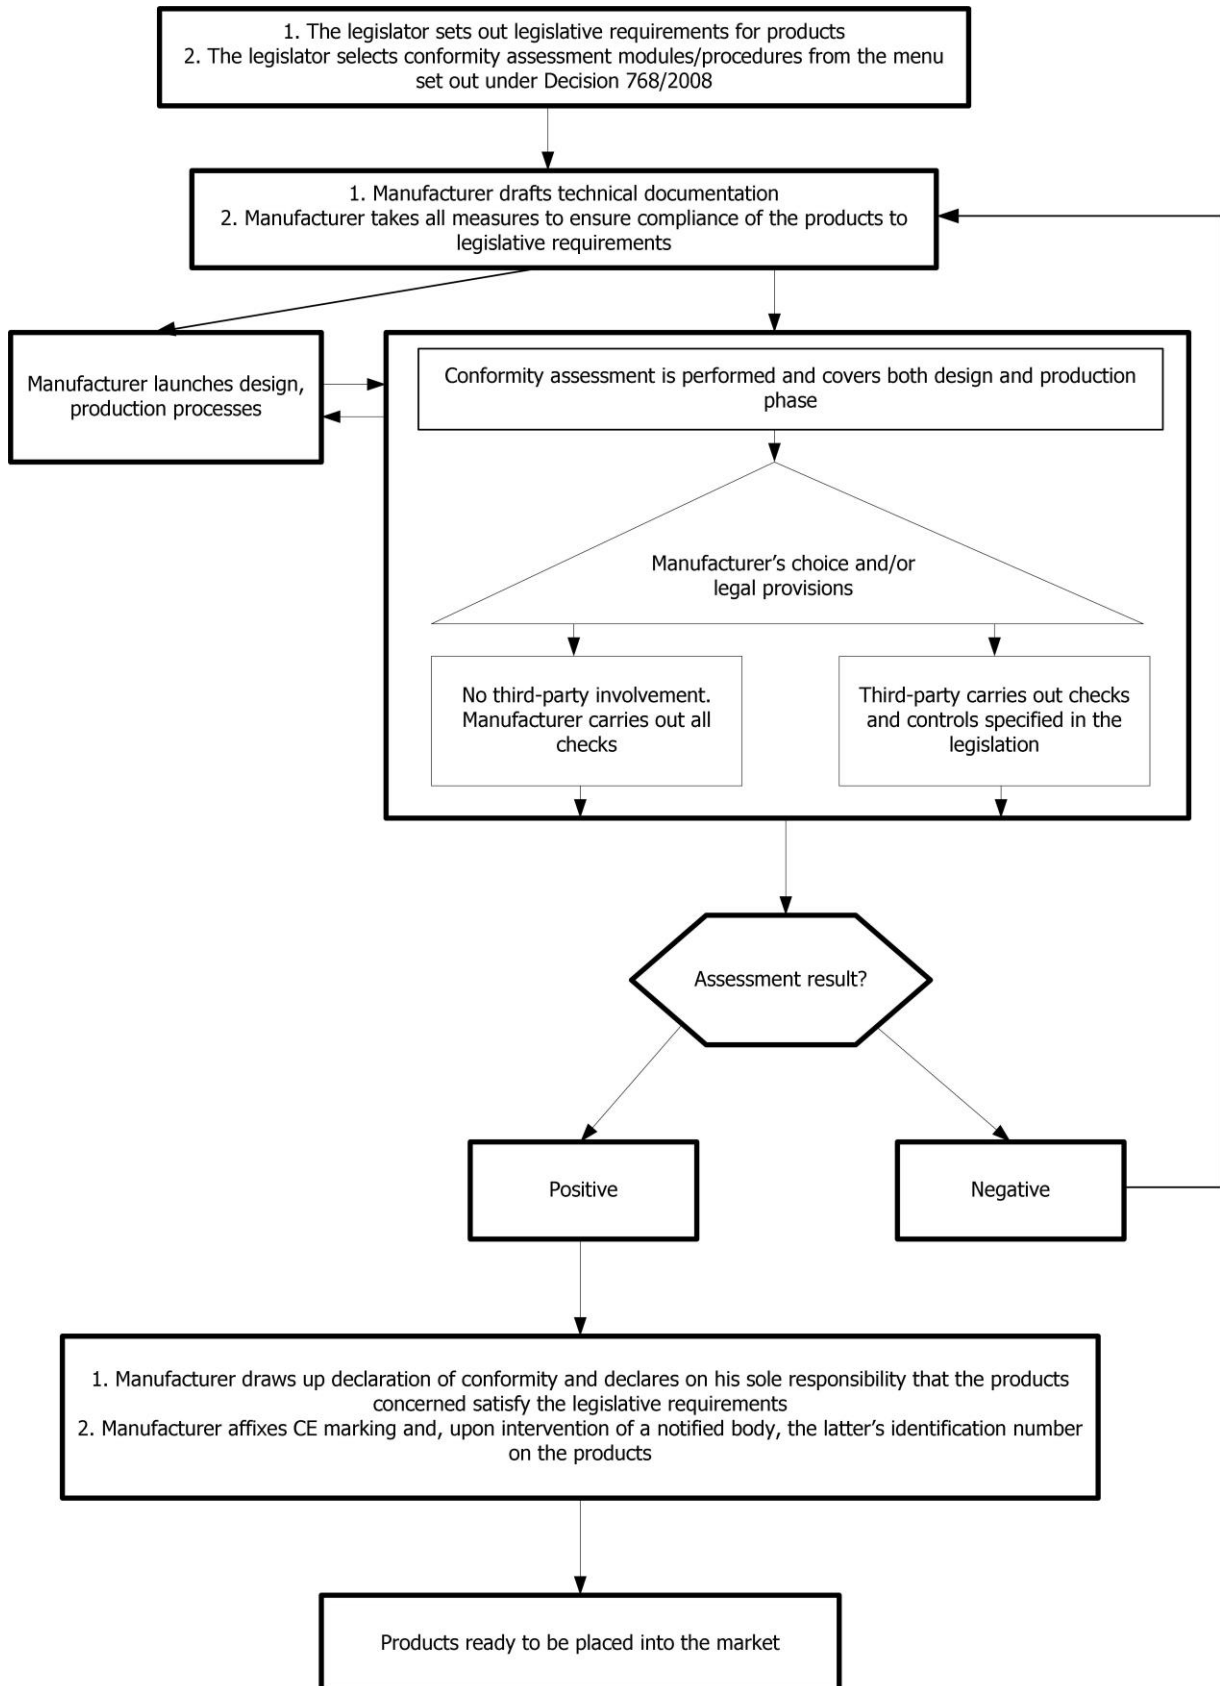 1. The legislator sets out legislative requirements for products
2. The legislator selects conformity assessment modules/procedures from the menu
set out under Decision 768/2008
1. Manufacturer drafts technical documentation
2. Manufacturer takes all measures to ensure compliance of the products to
legislative requirements
Manufacturer launches design,
production processes
Conformity assessment is performed and covers both design and production
phase
Manufacturer’s choice and/or
legal provisions
No third-party involvement.
Manufacturer carries out all
checks
Third-party carries out checks
and controls specified in the
legislation
Assessment result?
Positive
Negative
1. Manufacturer draws up declaration of conformity and declares on his sole responsibility that the products
concerned satisfy the legislative requirements
2. Manufacturer affixes CE marking and, upon intervention of a notified body, the latter’s identification number
on the products
Products ready to be placed into the market